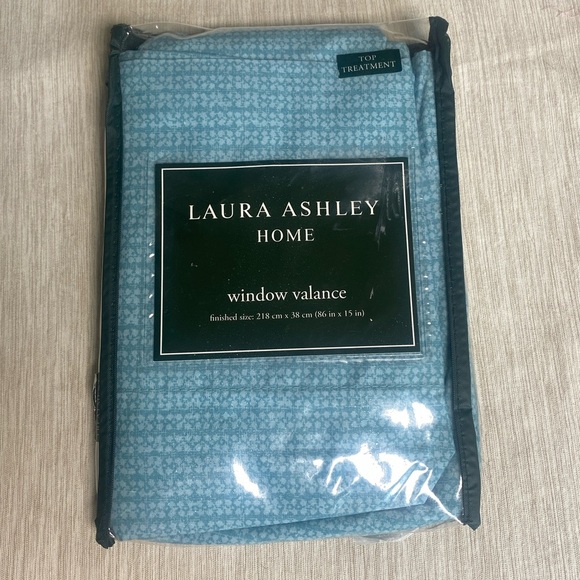 TOP
TREATMENT
LAURA ASHLEY
HOME
window valance
finished size: 218 cm x 38 cm (86 in x 15 in)